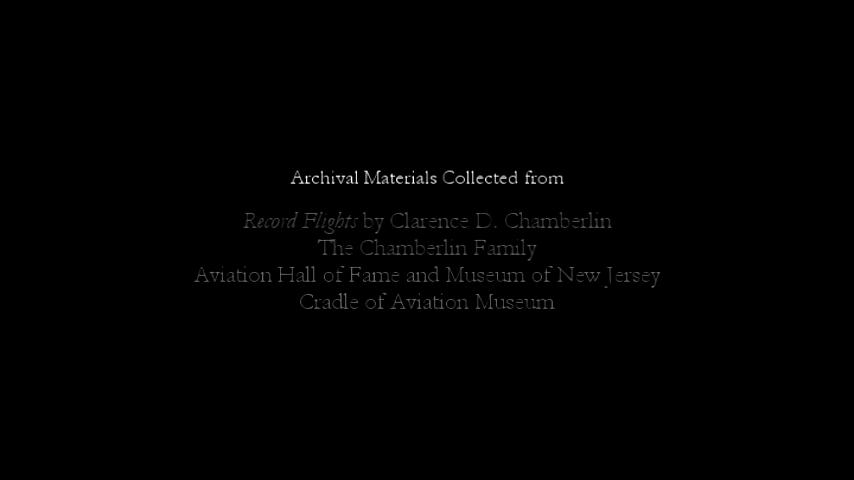 Archival Materials Collected from
Record Flights by Clarence D. Chamberlin
The Chamberlin Family
Aviation Hall of Fame and Museum of New Jersey
Cradle of Aviation Museum